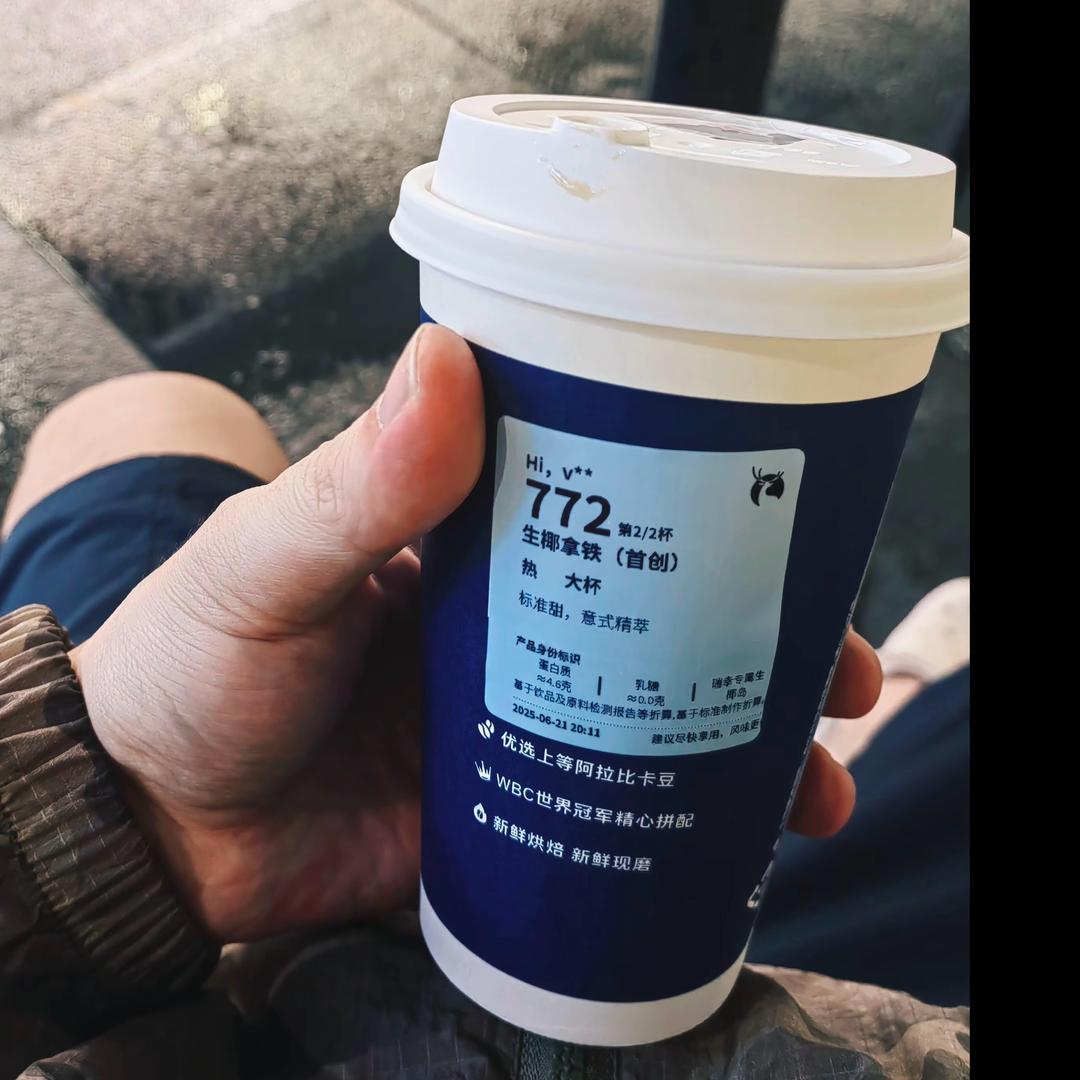 Hi, v**
772 第2/2杯
生椰拿铁（首创）
热 大杯
标准甜，意式精萃
产品身份标识
蛋白质
≈4.6克
乳糖
≈0.0克
瑞幸专属生
椰岛
基于饮品及原料检测报告等折算,基于标准制作折算
2025-06-21 20:11
建议尽快享用，风味更
优选上等阿拉比卡豆
WBC世界冠军精心拼配
新鲜烘焙 新鲜现磨